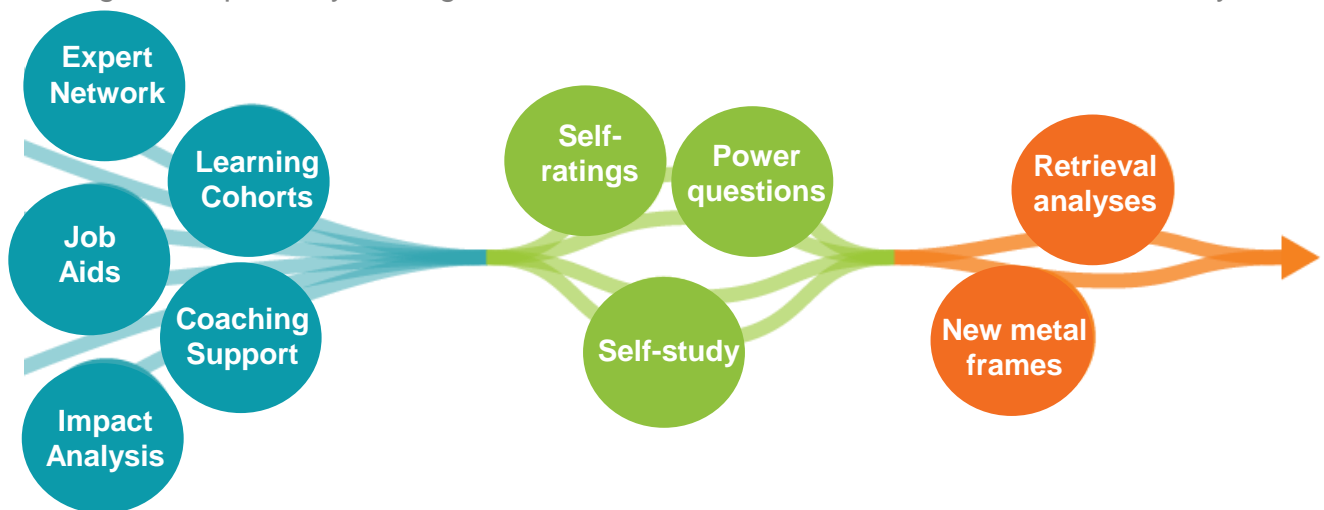 Expert
Network
Learning
Cohorts
Job
Aids
Coaching
Support
Impact
Analysis
Self-
ratings
Power
questions
Self-study
Retrieval
analyses
New metal
frames